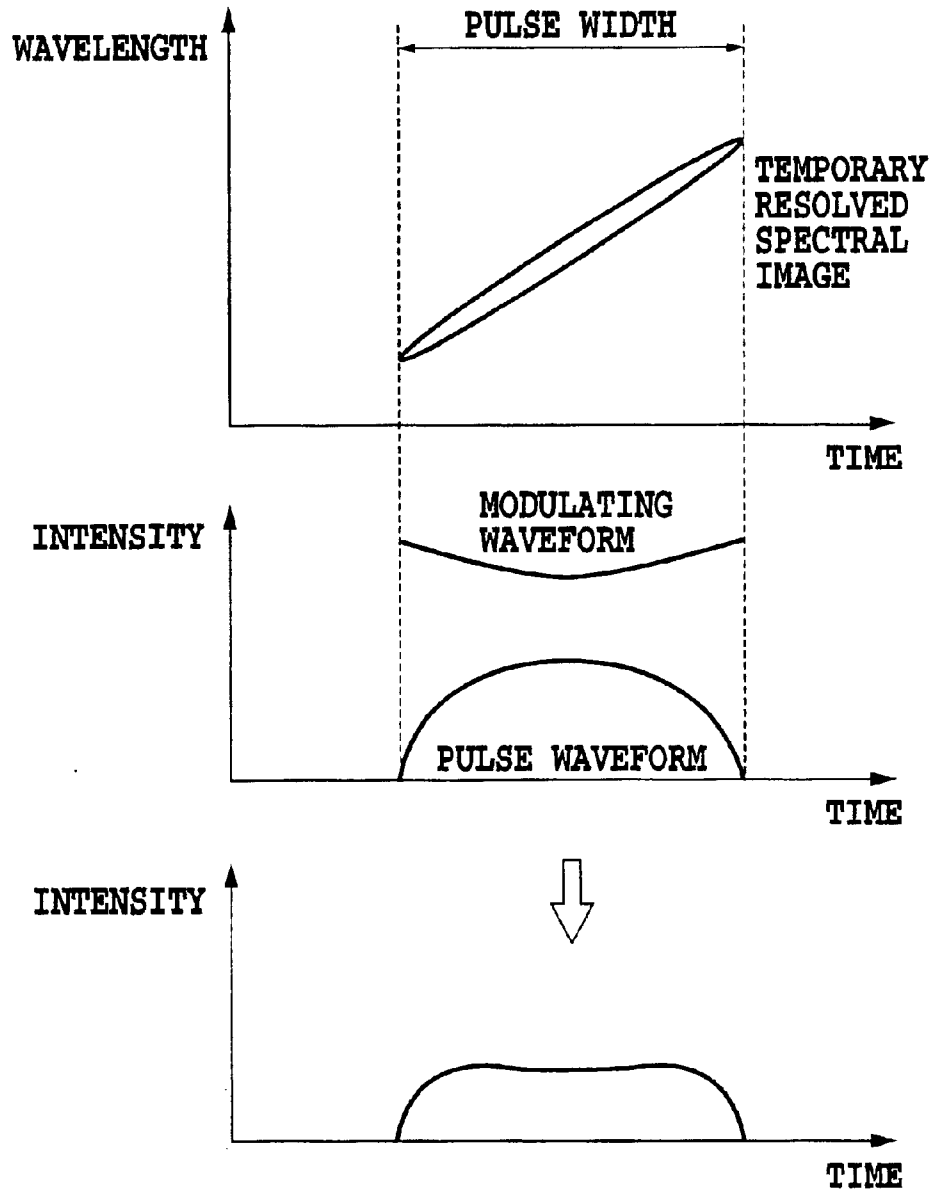 PULSE WIDTH
WAVELENGTH
TEMPORARY
RESOLVED
SPECTRAL
IMAGE
TIME
MODULATING
WAVEFORM
INTENSITY
PULSE WAVEFORM
TIME
INTENSITY
TIME